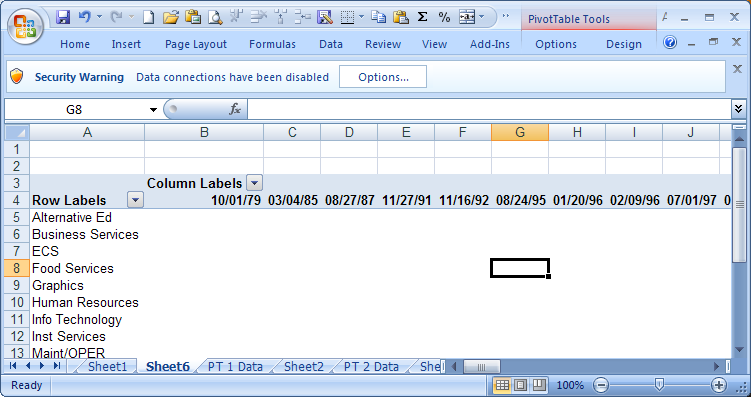 Σ %
PivotTable Tools
Home Insert Page Layout Formulas Data Review View Add-Ins Options Design
Security Warning Data connections have been disabled Options...
G8 fx
A B C D E F G H I J
1
2
3 Column Labels
4 Row Labels 10/01/79 03/04/85 08/27/87 11/27/91 11/16/92 08/24/95 01/20/96 02/09/96 07/01/97
5 Alternative Ed
6 Business Services
7 ECS
8 Food Services
9 Graphics
10 Human Resources
11 Info Technology
12 Inst Services
13 Maint/OPER
Sheet1 Sheet6 PT 1 Data Sheet2 PT 2 Data She
Ready 100%